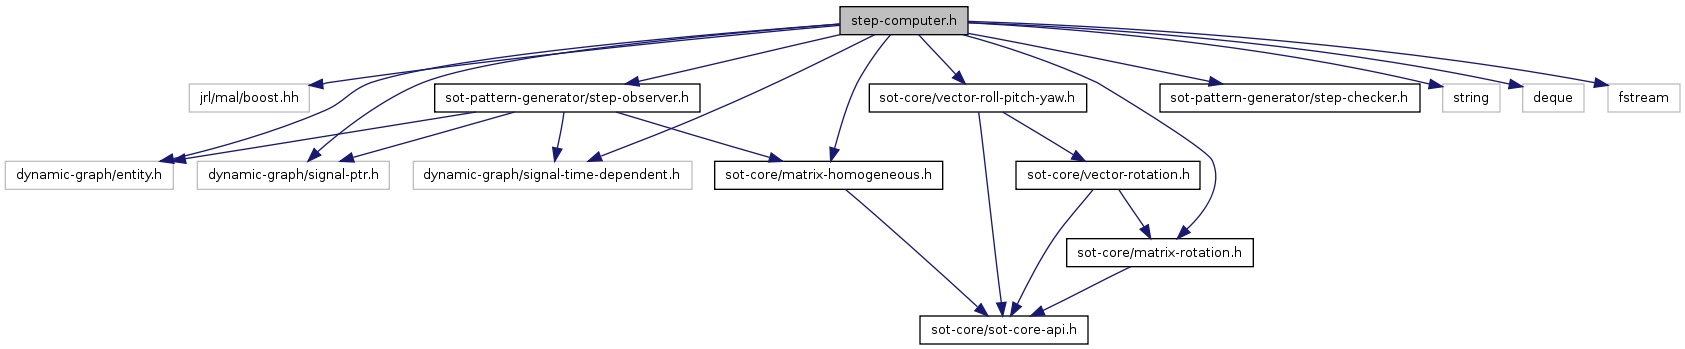 step-computer.h
jrl/mal/boost.hh
sot-pattern-generator/step-observer.h
sot-core/vector-roll-pitch-yaw.h
sot-pattern-generator/step-checker.h
string
deque
fstream
dynamic-graph/entity.h
dynamic-graph/signal-ptr.h
dynamic-graph/signal-time-dependent.h
sot-core/matrix-homogeneous.h
sot-core/vector-rotation.h
sot-core/matrix-rotation.h
sot-core/sot-core-api.h